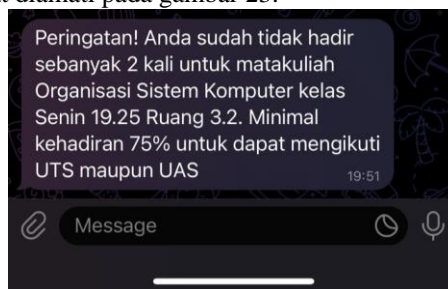 diamati pada gambar 25.
Peringatan! Anda sudah tidak hadir
sebanyak 2 kali untuk matakuliah
Organisasi Sistem Komputer kelas
Senin 19.25 Ruang 3.2. Minimal
kehadiran 75% untuk dapat mengikuti
UTS maupun UAS
19:51
Message